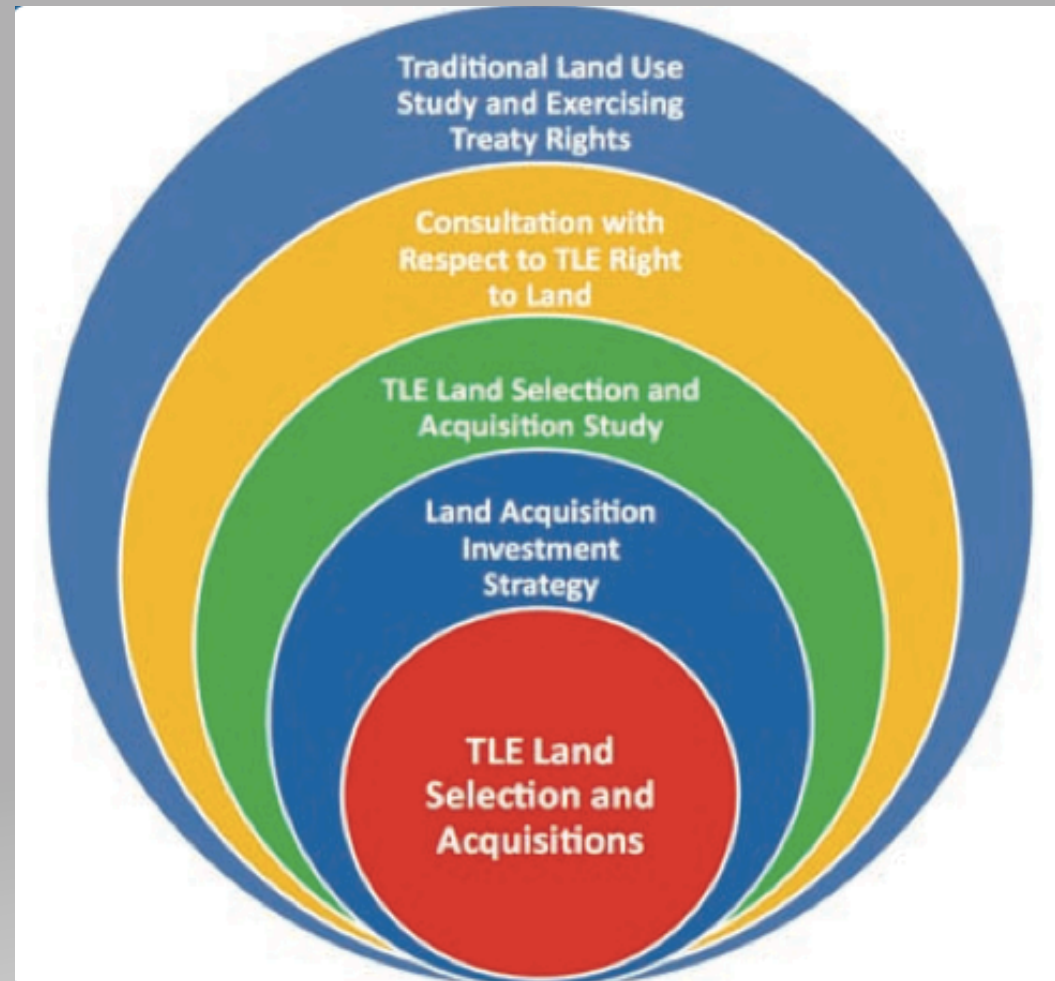 Traditional Land Use
Study and Exercising
Treaty Rights
Consultation with
Respect to TLE Right
to Land
TLE Land Selection and
Acquisition Study
Land Acquisition
Investment
Strategy
TLE Land
Selection and
Acquisitions